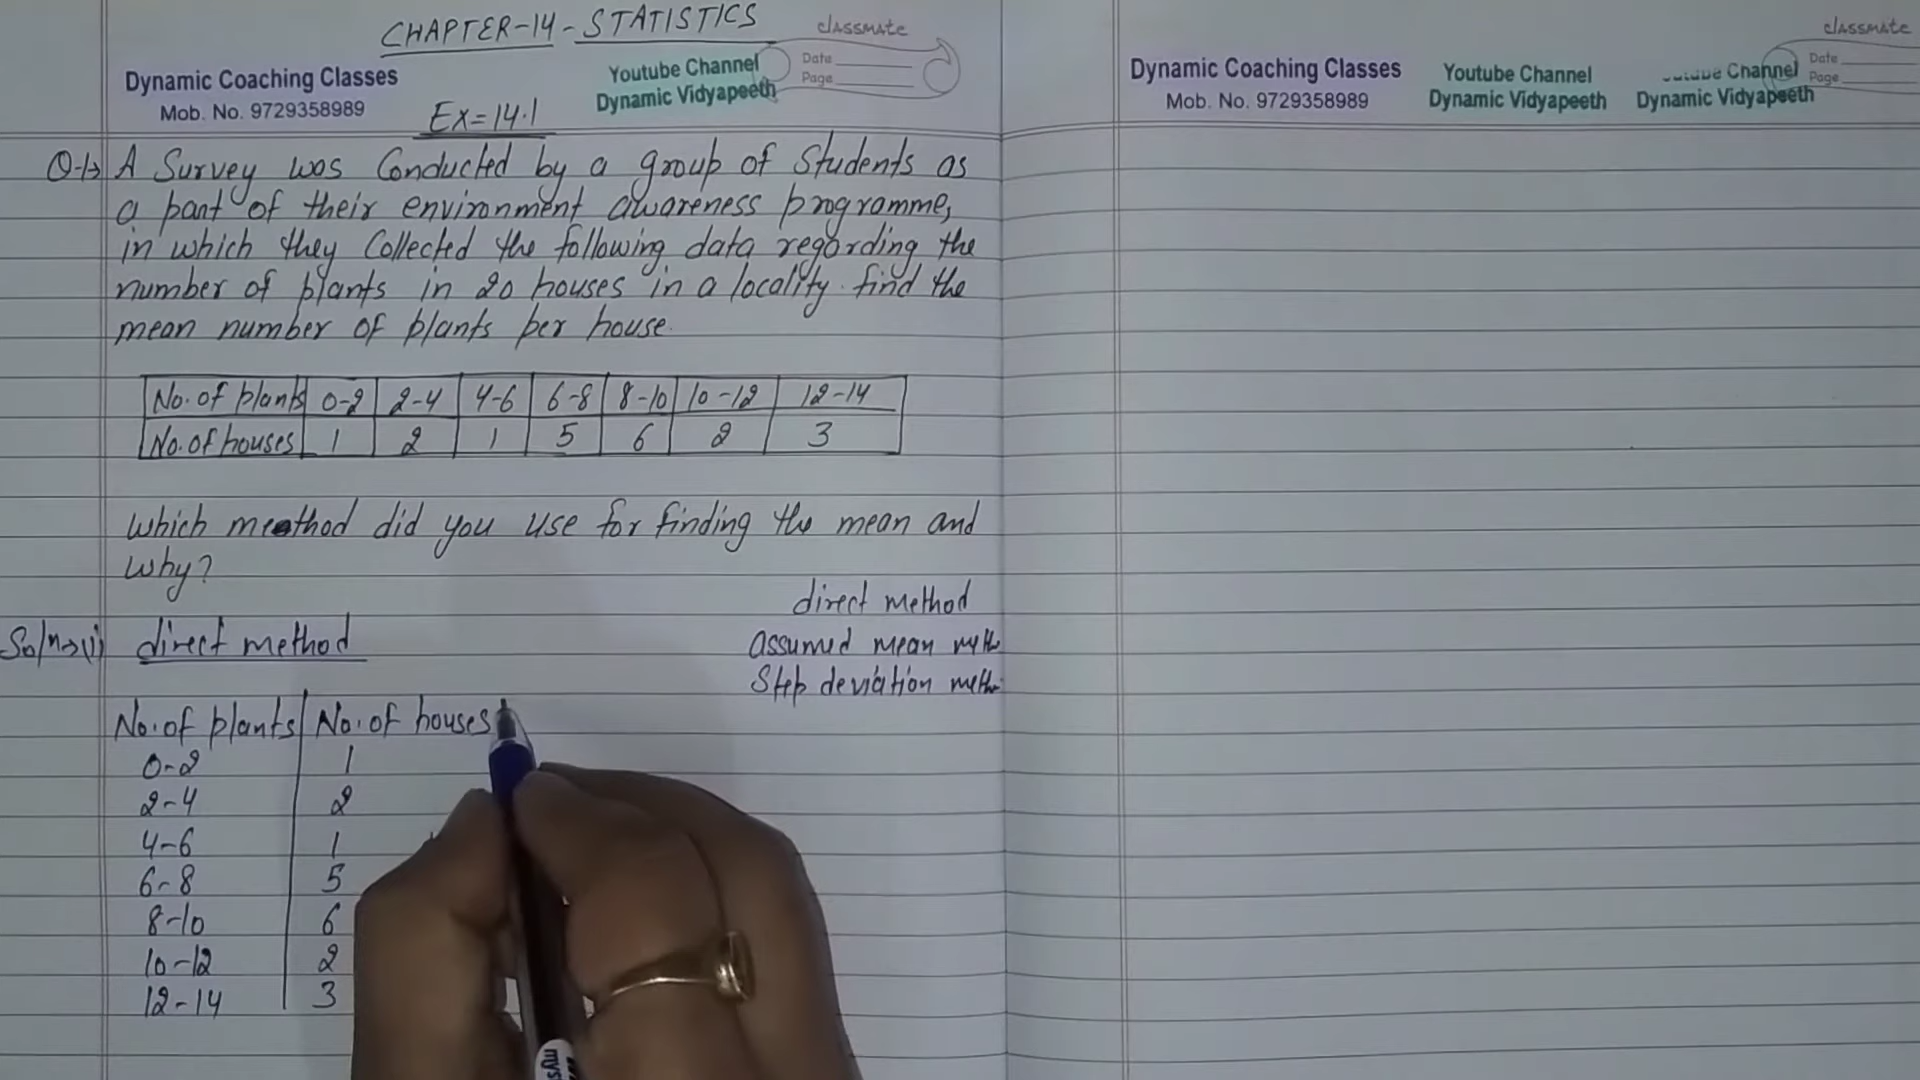 CHAPTER-14-STATISTICS
classmate
Date
Page
Dynamic Coaching Classes
Mob. No. 9729358989
Youtube Channel
Dynamic Vidyapeeth
Ex=14.1
Q.1→ A Survey was Conducted by a group of Students as
a part of their environment awareness programme,
in which they Collected the following data regarding the
number of plants in 20 houses in a locality. find the
mean number of plants per house.
No. of plants 0-2 2-4 4-6 6-8 8-10 10-12 12-14
No. of houses 1 2 1 5 6 2 3
Which method did you use for finding the mean and
Why?
direct method
Assumed mean meth
Step deviation meth
Soln→(i) direct method
No. of plants No. of houses
0-2 1
2-4 2
4-6 1
6-8 5
8-10 6
10-12 2
12-14 3
classmate
Date
Page
Dynamic Coaching Classes
Mob. No. 9729358989
Youtube Channel
Dynamic Vidyapeeth
Channel
Dynamic Vidyapeeth